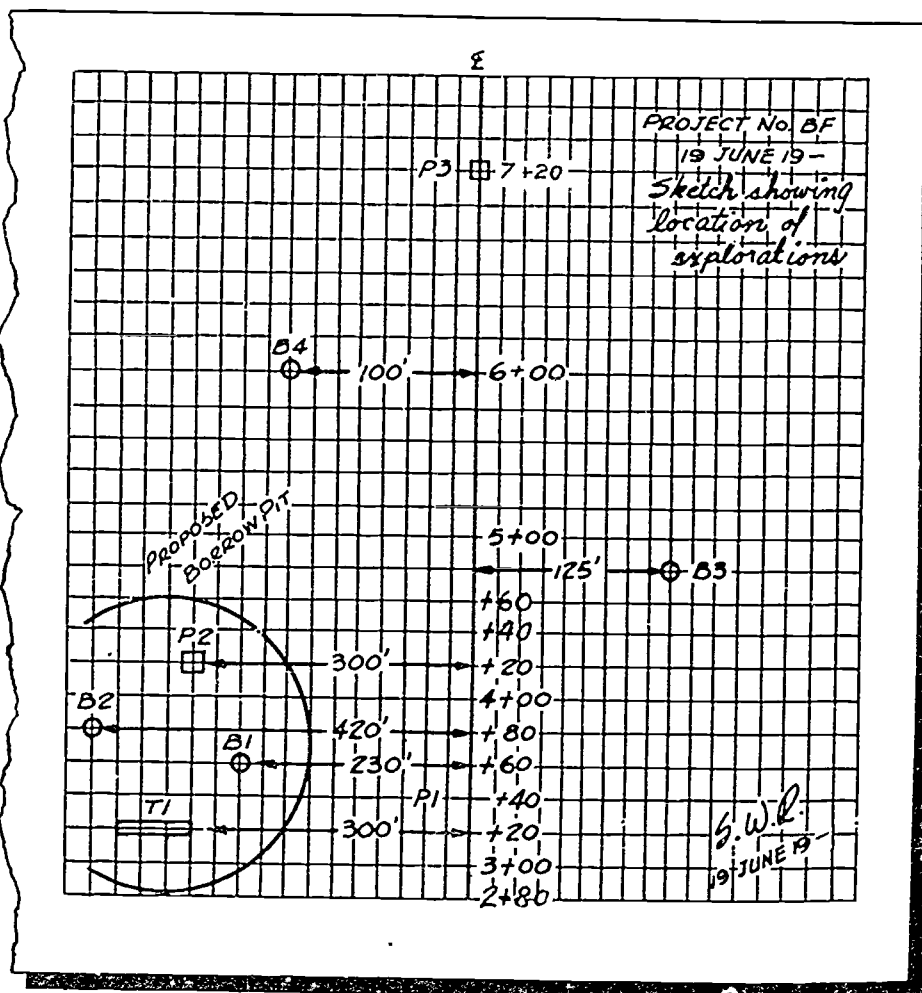 ℄
PROJECT No. BF
19 JUNE 19-
Sketch showing
location of
explorations
P3 7+20
B4
100' 6+00
PROPOSED
BORROW PIT
5+00
125' B3
+60
+40
P2
300' +20
4+00
B2
420' +80
B1
230' +60
P1 +40
T1
300' +20
3+00
2+80
S.W.R.
19 JUNE 19-